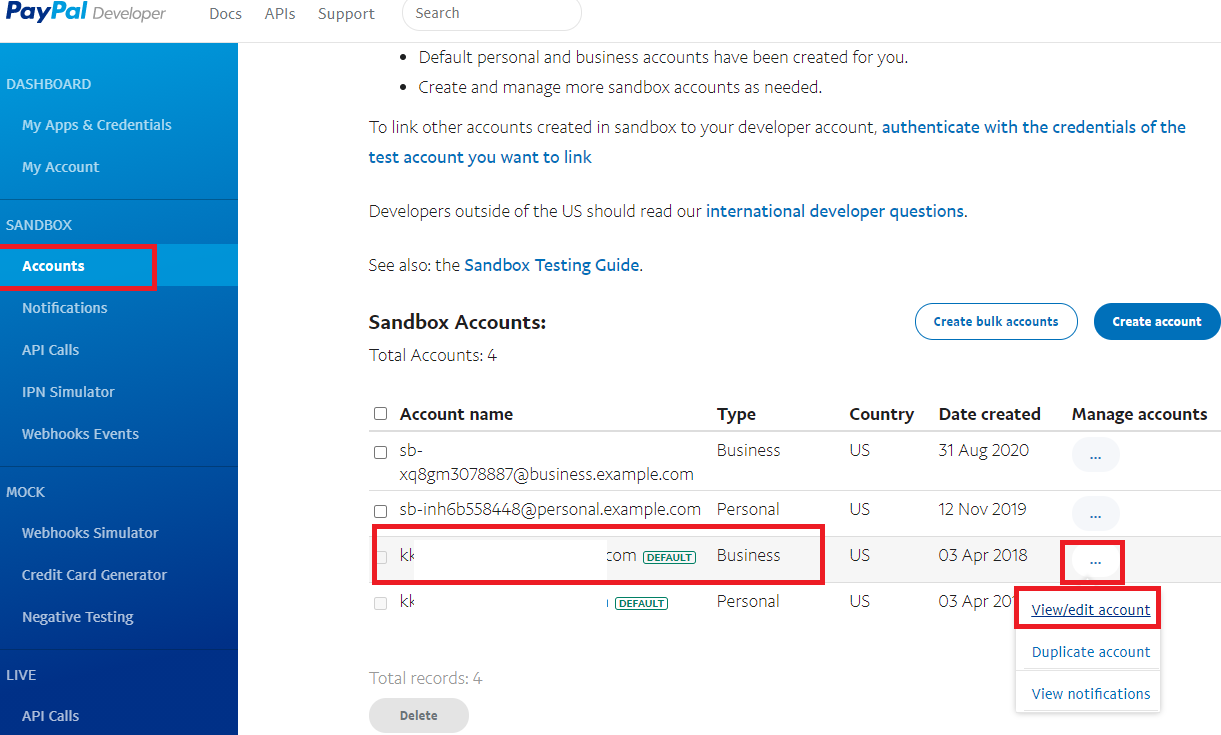 PayPal Developer Docs APIs Support Search
DASHBOARD
My Apps & Credentials
My Account
SANDBOX
Accounts
Notifications
API Calls
IPN Simulator
Webhooks Events
MOCK
Webhooks Simulator
Credit Card Generator
Negative Testing
LIVE
API Calls
Default personal and business accounts have been created for you.
Create and manage more sandbox accounts as needed.
To link other accounts created in sandbox to your developer account, authenticate with the credentials of the
test account you want to link
Developers outside of the US should read our international developer questions.
See also: the Sandbox Testing Guide.
Sandbox Accounts:
Create bulk accounts Create account
Total Accounts: 4
Account name Type Country Date created Manage accounts
sb- Business US 31 Aug 2020 ...
xq8gm3078887@business.example.com
sb-inh6b558448@personal.example.com Personal US 12 Nov 2019 ...
kk com DEFAULT Business US 03 Apr 2018 ...
kk DEFAULT Personal US 03 Apr
View/edit account
Duplicate account
View notifications
Total records: 4
Delete